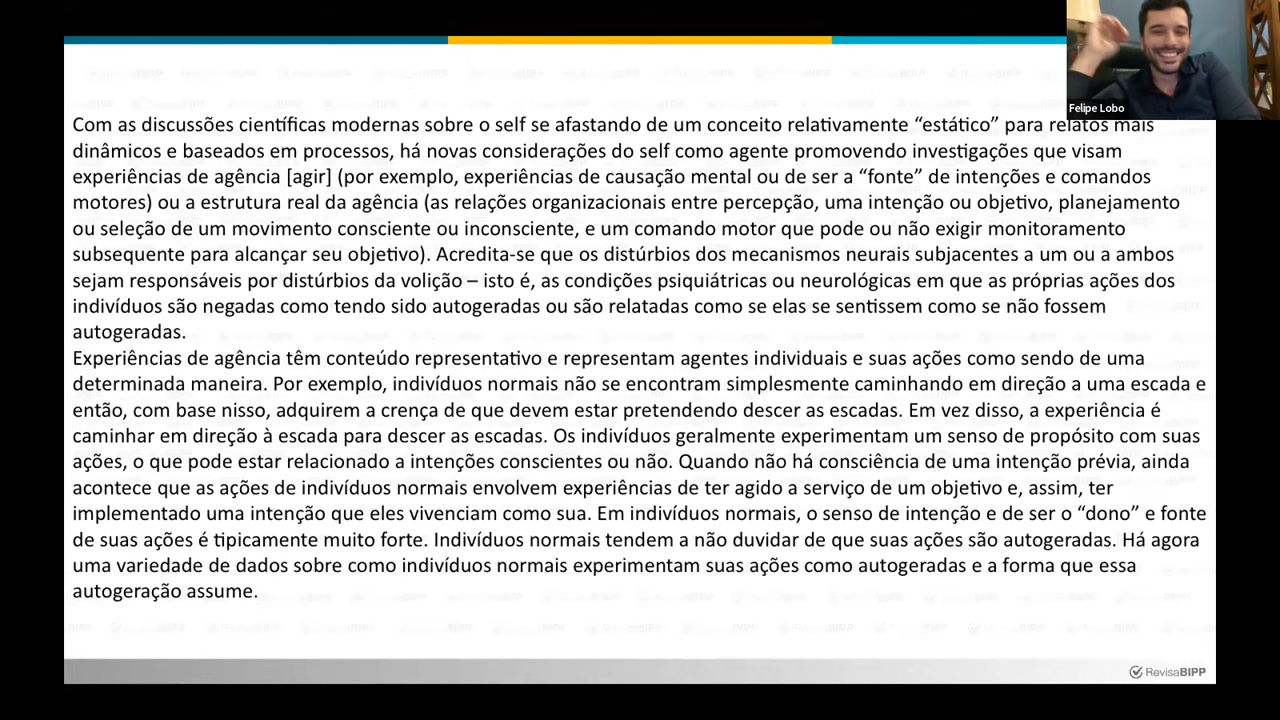 Felipe Lobo
Com as discussões científicas modernas sobre o self se afastando de um conceito relativamente “estático” para relatos mais
dinâmicos e baseados em processos, há novas considerações do self como agente promovendo investigações que visam
experiências de agência [agir] (por exemplo, experiências de causação mental ou de ser a “fonte” de intenções e comandos
motores) ou a estrutura real da agência (as relações organizacionais entre percepção, uma intenção ou objetivo, planejamento
ou seleção de um movimento consciente ou inconsciente, e um comando motor que pode ou não exigir monitoramento
subsequente para alcançar seu objetivo). Acredita-se que os distúrbios dos mecanismos neurais subjacentes a um ou a ambos
sejam responsáveis por distúrbios da volição – isto é, as condições psiquiátricas ou neurológicas em que as próprias ações dos
indivíduos são negadas como tendo sido autogeradas ou são relatadas como se elas se sentissem como se não fossem
autogeradas.
Experiências de agência têm conteúdo representativo e representam agentes individuais e suas ações como sendo de uma
determinada maneira. Por exemplo, indivíduos normais não se encontram simplesmente caminhando em direção a uma escada e
então, com base nisso, adquirem a crença de que devem estar pretendendo descer as escadas. Em vez disso, a experiência é
caminhar em direção à escada para descer as escadas. Os indivíduos geralmente experimentam um senso de propósito com suas
ações, o que pode estar relacionado a intenções conscientes ou não. Quando não há consciência de uma intenção prévia, ainda
acontece que as ações de indivíduos normais envolvem experiências de ter agido a serviço de um objetivo e, assim, ter
implementado uma intenção que eles vivenciam como sua. Em indivíduos normais, o senso de intenção e de ser o “dono” e fonte
de suas ações é tipicamente muito forte. Indivíduos normais tendem a não duvidar de que suas ações são autogeradas. Há agora
uma variedade de dados sobre como indivíduos normais experimentam suas ações como autogeradas e a forma que essa
autogeração assume.
RevisaBIPP